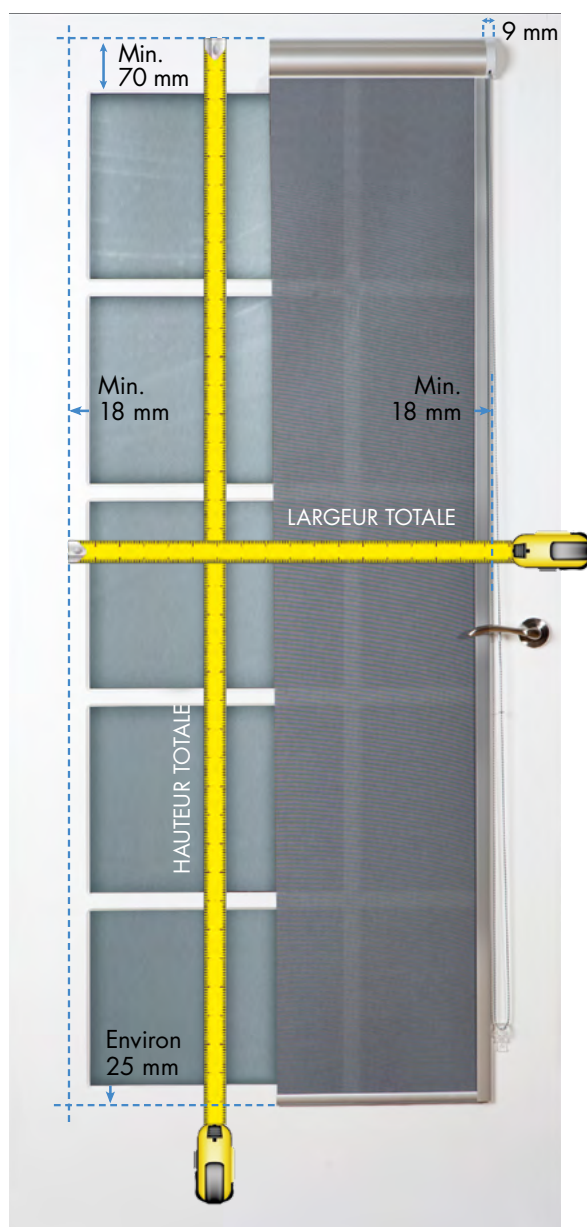 9 mm
Min.
70 mm
Min.
18 mm
Min.
18 mm
LARGEUR TOTALE
HAUTEUR TOTALE
Environ
25 mm